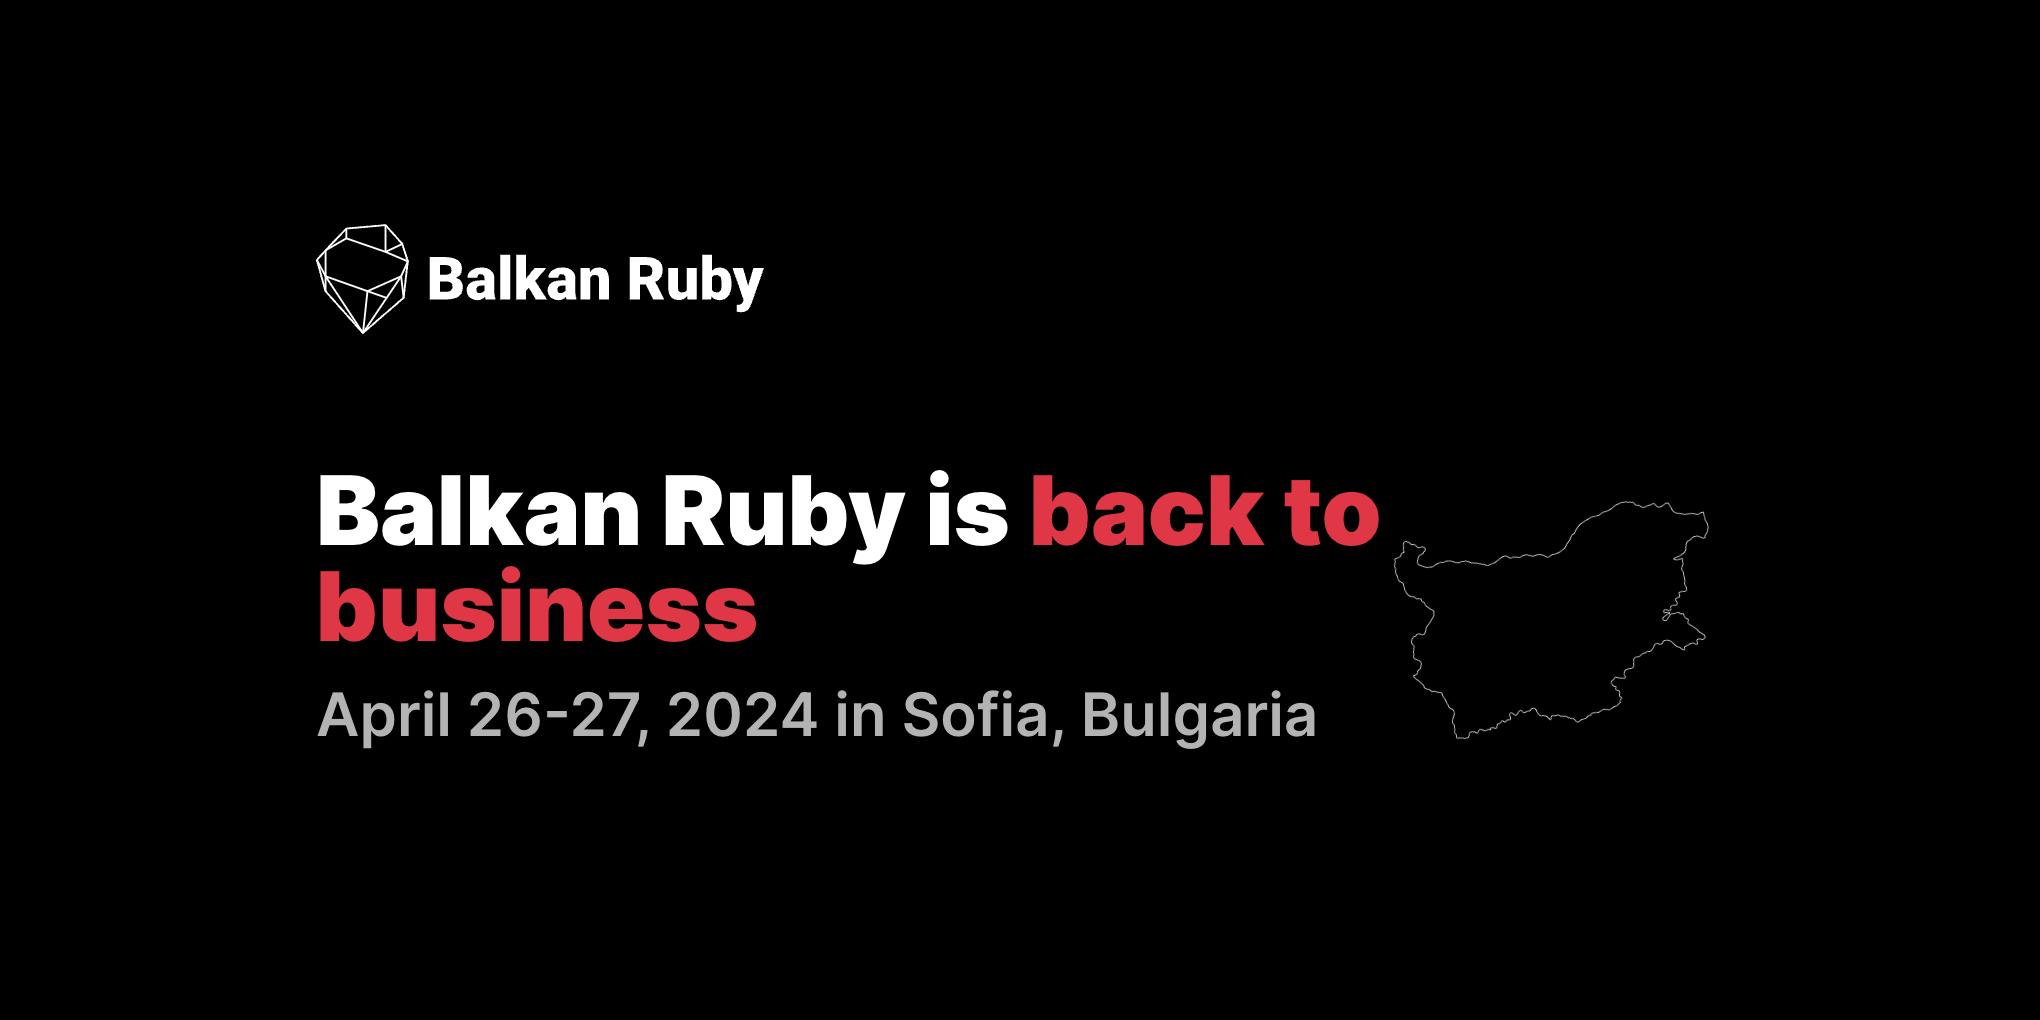 Balkan Ruby
Balkan Ruby is back to
business
April 26-27, 2024 in Sofia, Bulgaria